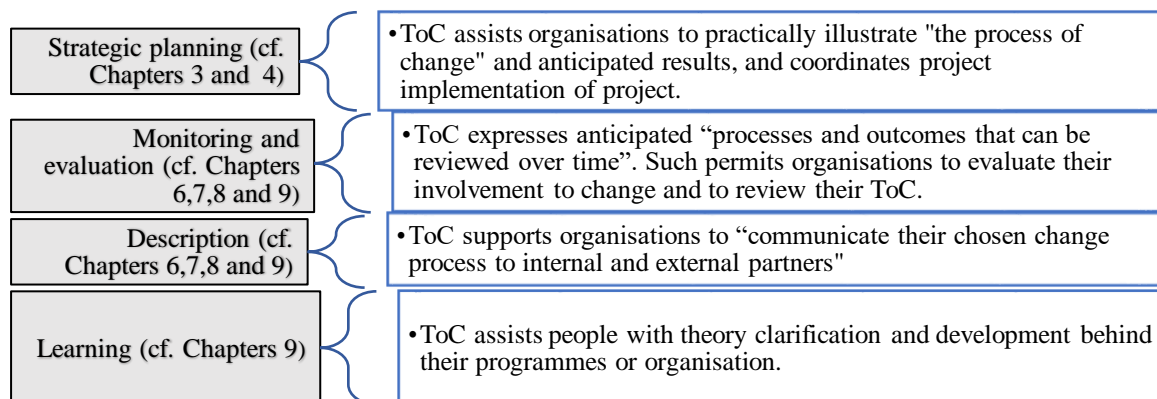 Strategic planning (cf.
Chapters 3 and  4)
•ToC assists organisations to practically illustrate "the process of
change" and anticipated results, and coordinates project
implementation of project.
Monitoring and
evaluation (cf. Chapters
6,7,8 and 9)
•ToC expresses anticipated “processes and outcomes that can be
reviewed over time”. Such permits organisations to evaluate their
involvement to change and to review their ToC.
Description (cf.
Chapters 6,7,8 and 9)
•ToC supports organisations to “communicate their chosen change
process to internal and external partners"
Learning (cf. Chapters 9)
•ToC assists people with theory clarification and development behind
their programmes or organisation.